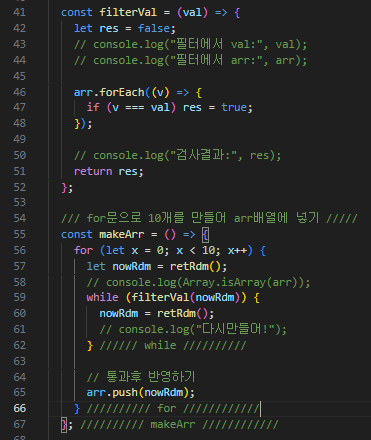 41 const filterVal = (val) => {
42 let res = false;
43 // console.log("필터에서 val:", val);
44 // console.log("필터에서 arr:", arr);
45
46 arr.forEach((v) => {
47 if (v === val) res = true;
48 });
49
50 // console.log("검사결과:", res);
51 return res;
52 };
53
54 /// for문으로 10개를 만들어 arr배열에 넣기 /////
55 const makeArr = () => {
56 for (let x = 0; x < 10; x++) {
57 let nowRdm = retRdm();
58 // console.log(Array.isArray(arr));
59 while (filterVal(nowRdm)) {
60 nowRdm = retRdm();
61 // console.log("다시만들어!");
62 } ////// while //////////
63
64 // 통과후 반영하기
65 arr.push(nowRdm);
66 } ////////// for ////////////
67 }; ////////// makeArr ////////////